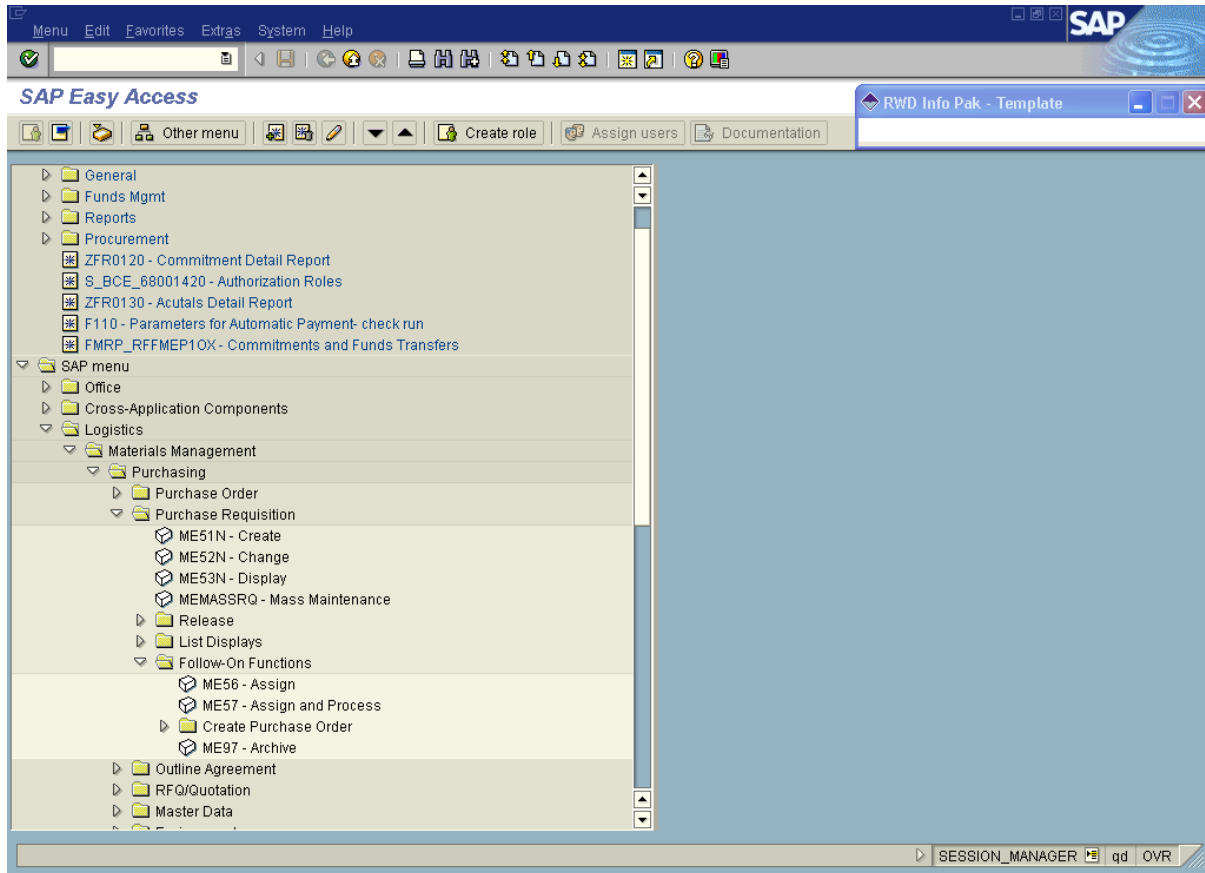 Menu Edit Favorites Extras System Help
SAP
SAP Easy Access
RWD Info Pak - Template
Other menu Create role Assign users Documentation
General
Funds Mgmt
Reports
Procurement
ZFR0120 - Commitment Detail Report
S_BCE_68001420 - Authorization Roles
ZFR0130 - Acutals Detail Report
F110 - Parameters for Automatic Payment- check run
FMRP_RFFMEP1OX - Commitments and Funds Transfers
SAP menu
Office
Cross-Application Components
Logistics
Materials Management
Purchasing
Purchase Order
Purchase Requisition
ME51N - Create
ME52N - Change
ME53N - Display
MEMASSRQ - Mass Maintenance
Release
List Displays
Follow-On Functions
ME56 - Assign
ME57 - Assign and Process
Create Purchase Order
ME97 - Archive
Outline Agreement
RFQ/Quotation
Master Data
SESSION_MANAGER qd OVR